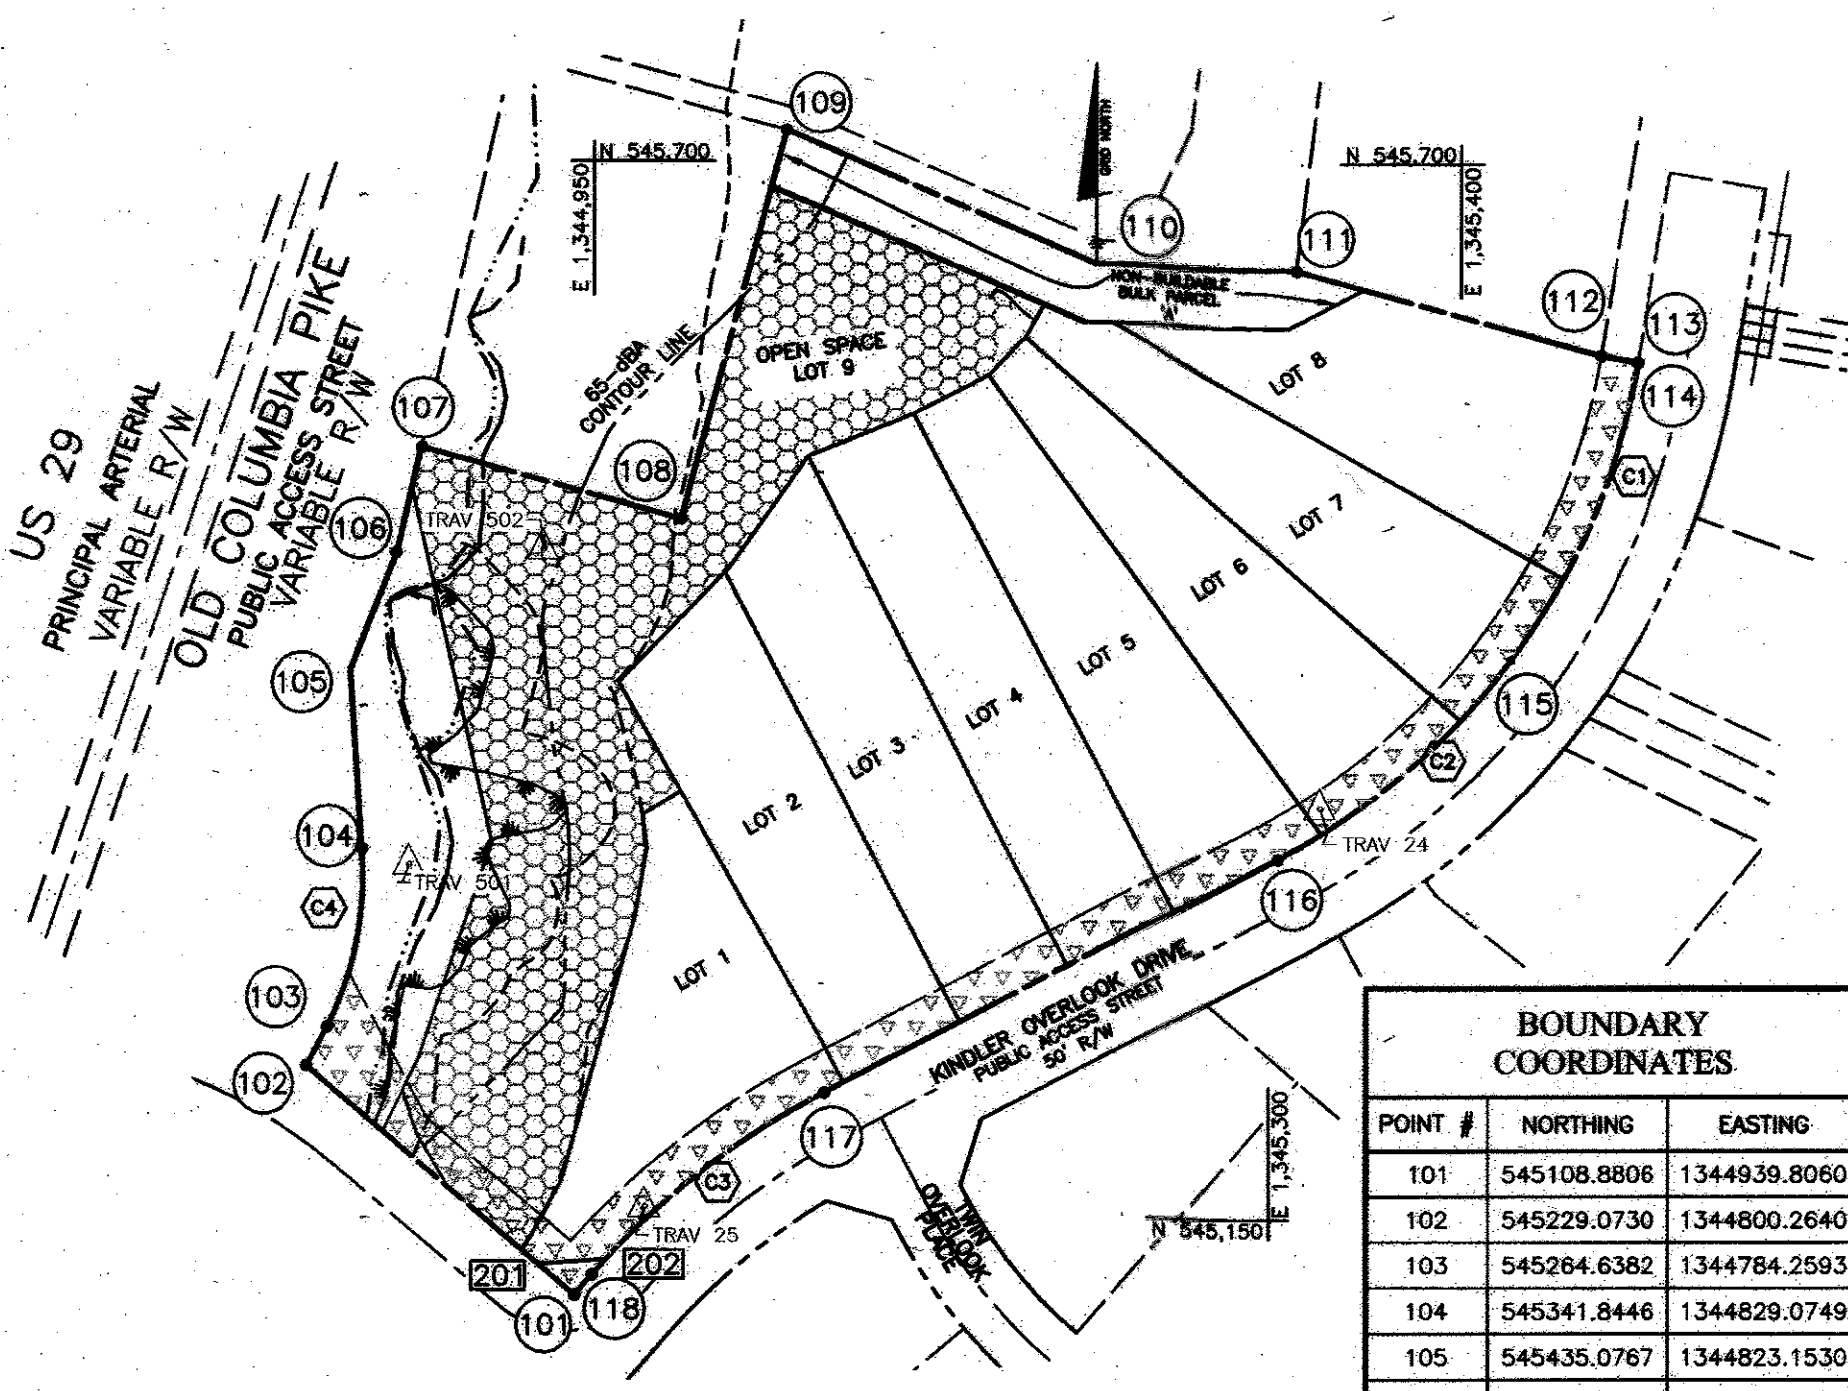 109
N 545,700
E 1,344,950
GRID NORTH
110
111
N 545,700
E 1,345,400
112
113
114
NON-BUILDABLE
BULK PARCEL
'A'
OPEN SPACE
LOT 9
65-dBA
CONTOUR LINE
LOT 8
US 29
PRINCIPAL ARTERIAL
VARIABLE R/W
OLD COLUMBIA PIKE
PUBLIC ACCESS STREET
VARIABLE R/W
107
108
C1
106
TRAV 502
LOT 7
LOT 6
LOT 5
105
LOT 4
115
LOT 3
C2
LOT 2
104
TRAV 24
TRAV 501
C4
116
LOT 1
103
KINDLER OVERLOOK DRIVE
PUBLIC ACCESS STREET
50' R/W
102
117
C3
TWIN
OVERLOOK
PLACE
E 1,345,300
N 545,150
TRAV 25
201
202
118
101
BOUNDARY
COORDINATES
POINT # NORTHING EASTING
101 545108.8806 1344939.8060
102 545229.0730 1344800.2640
103 545264.6382 1344784.2593
104 545341.8446 1344829.0749
105 545435.0767 1344823.1530